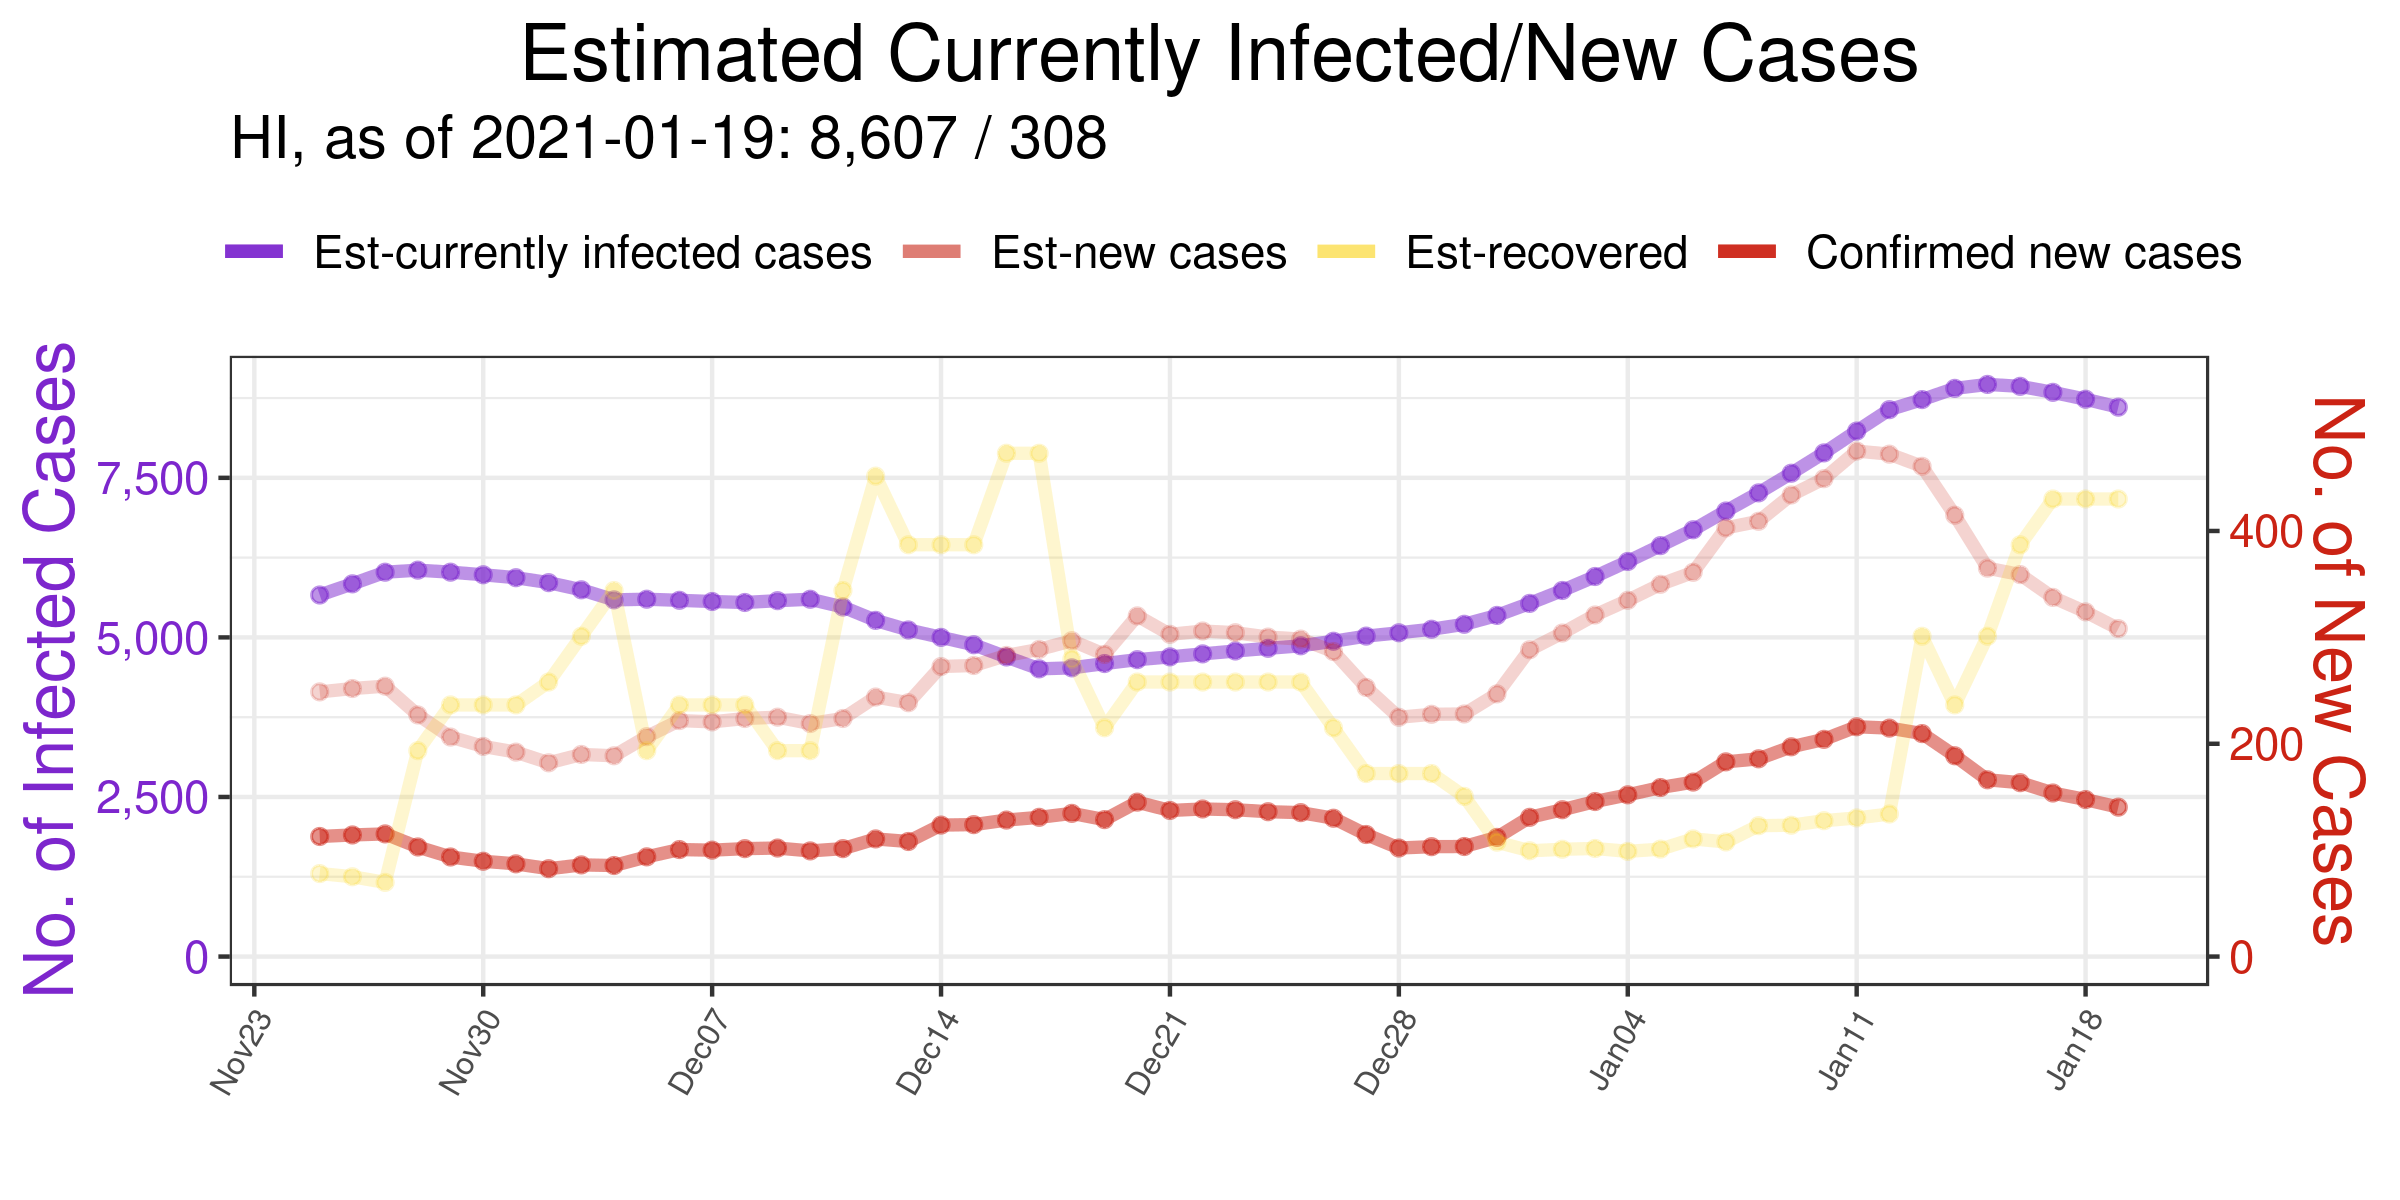 Estimated Currently Infected/New Cases
HI, as of 2021-01-19: 8,607 / 308
Est-currently infected cases Est-new cases Est-recovered Confirmed new cases
No. of Infected Cases
7,500
5,000
2,500
0
No. of New Cases
400
200
0
Nov23 Nov30 Dec07 Dec14 Dec21 Dec28 Jan04 Jan11 Jan18